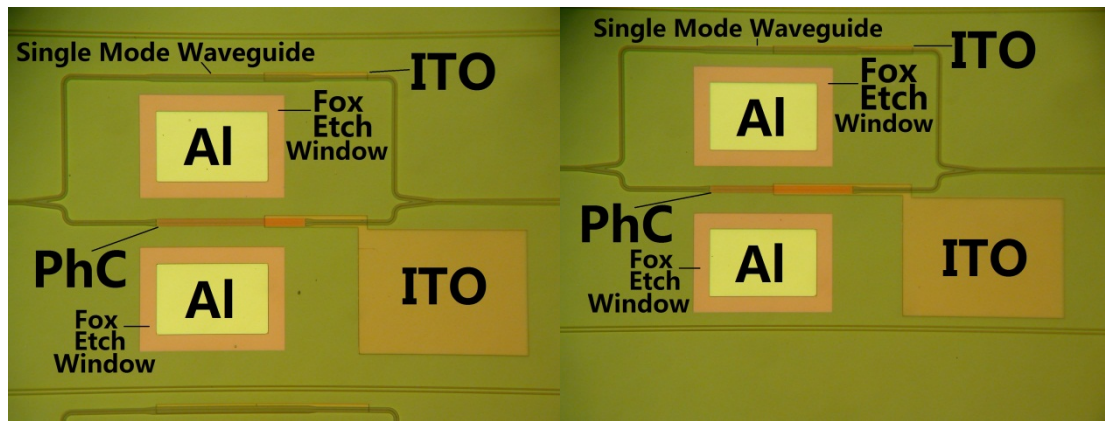 Single Mode Waveguide
ITO
Fox
Etch
Window
Al
PhC
Al
ITO
Fox
Etch
Window
Single Mode Waveguide
ITO
Fox
Etch
Window
Al
PhC
Fox
Etch
Window
Al
ITO